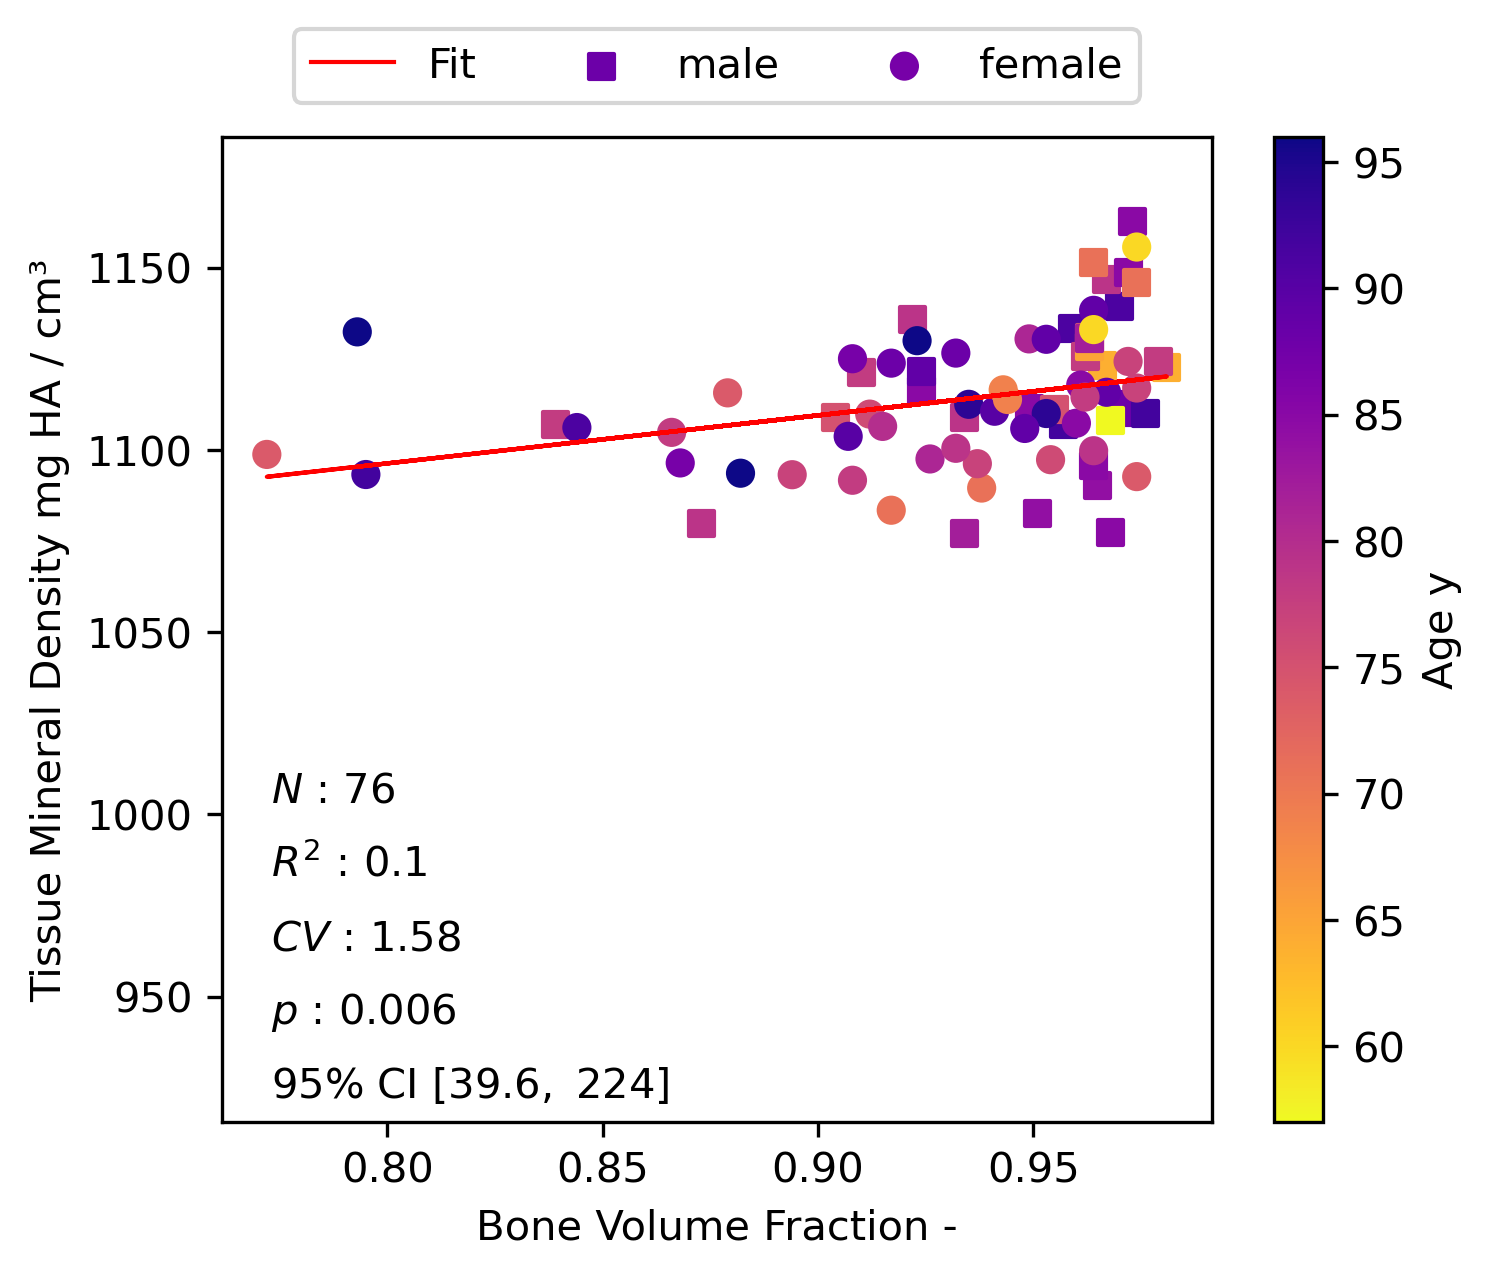 Fit male female
Tissue Mineral Density mg HA / cm³
1150
1100
1050
1000
950
N : 76
R² : 0.1
CV : 1.58
p : 0.006
95% CI [39.6, 224]
0.80 0.85 0.90 0.95
Bone Volume Fraction -
95
90
85
80
75
70
65
60
Age y